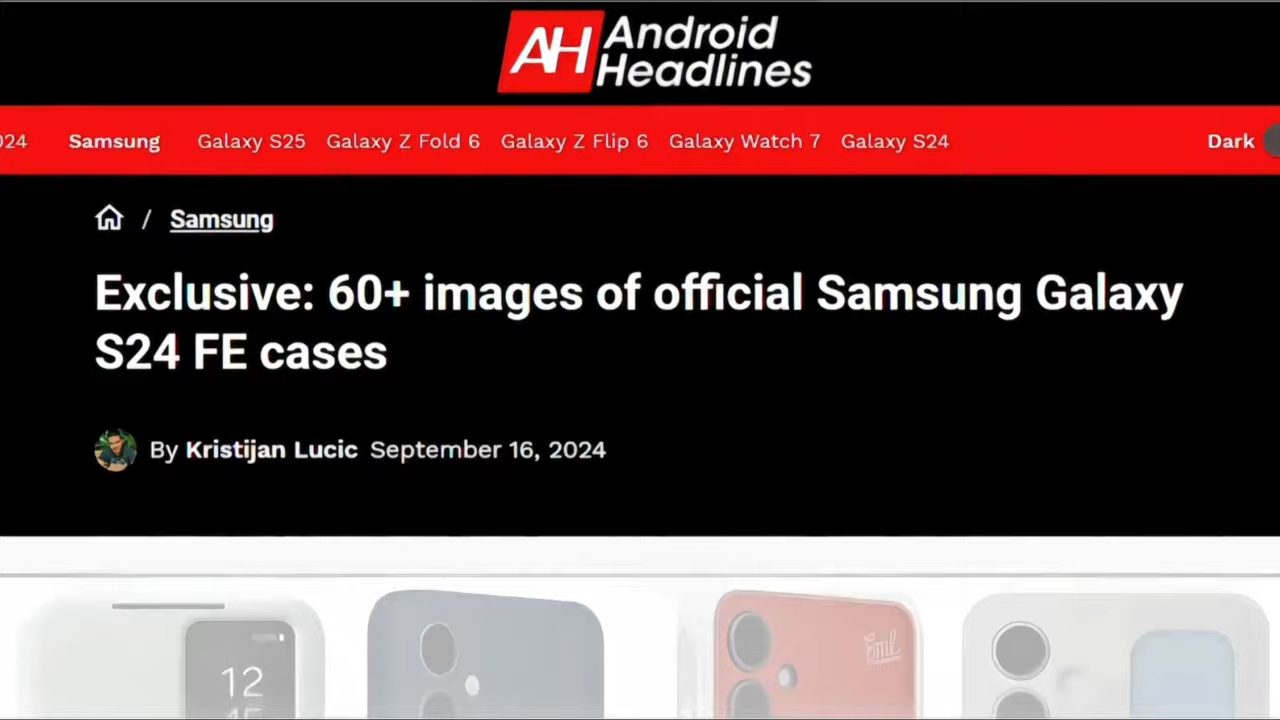 AH Android
Headlines
024 Samsung Galaxy S25 Galaxy Z Fold 6 Galaxy Z Flip 6 Galaxy Watch 7 Galaxy S24 Dark
/ Samsung
Exclusive: 60+ images of official Samsung Galaxy
S24 FE cases
By Kristijan Lucic September 16, 2024
12